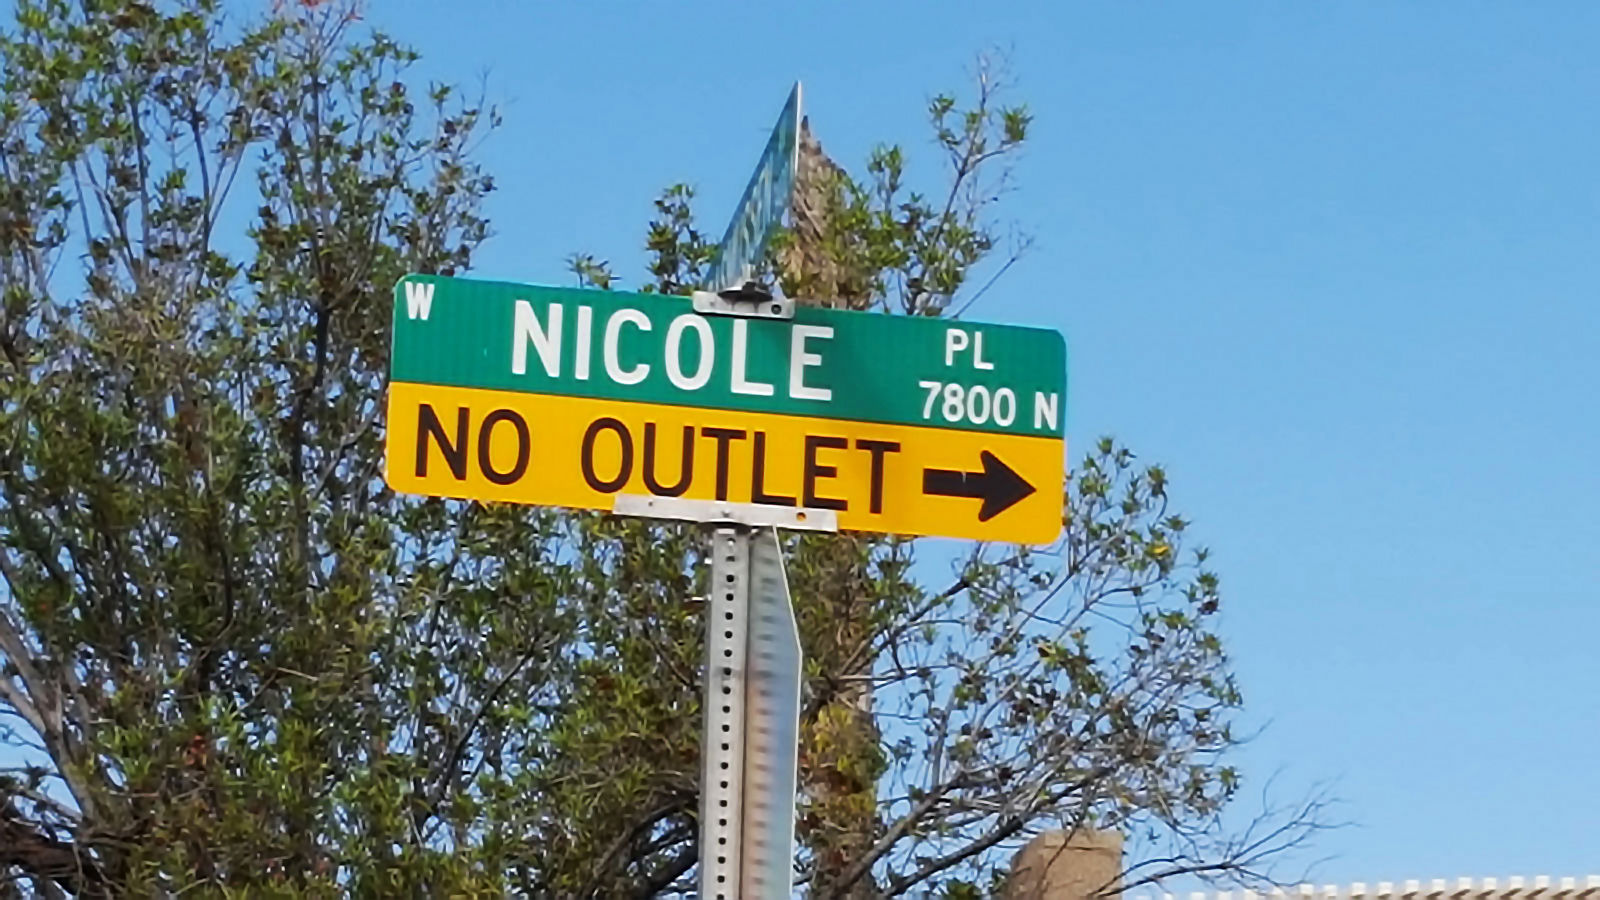 W NICOLE PL
7800 N
NO OUTLET